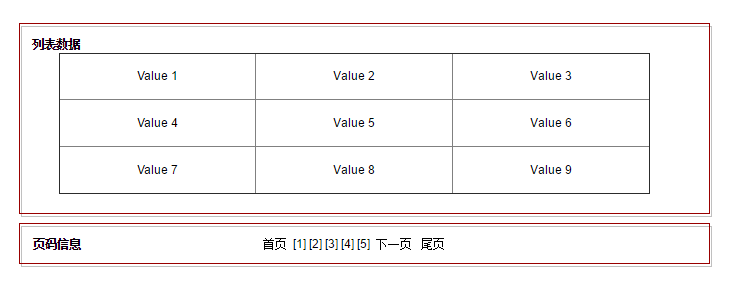 列表数据
Value 1 Value 2 Value 3
Value 4 Value 5 Value 6
Value 7 Value 8 Value 9
页码信息 首页 [1] [2] [3] [4] [5] 下一页 尾页